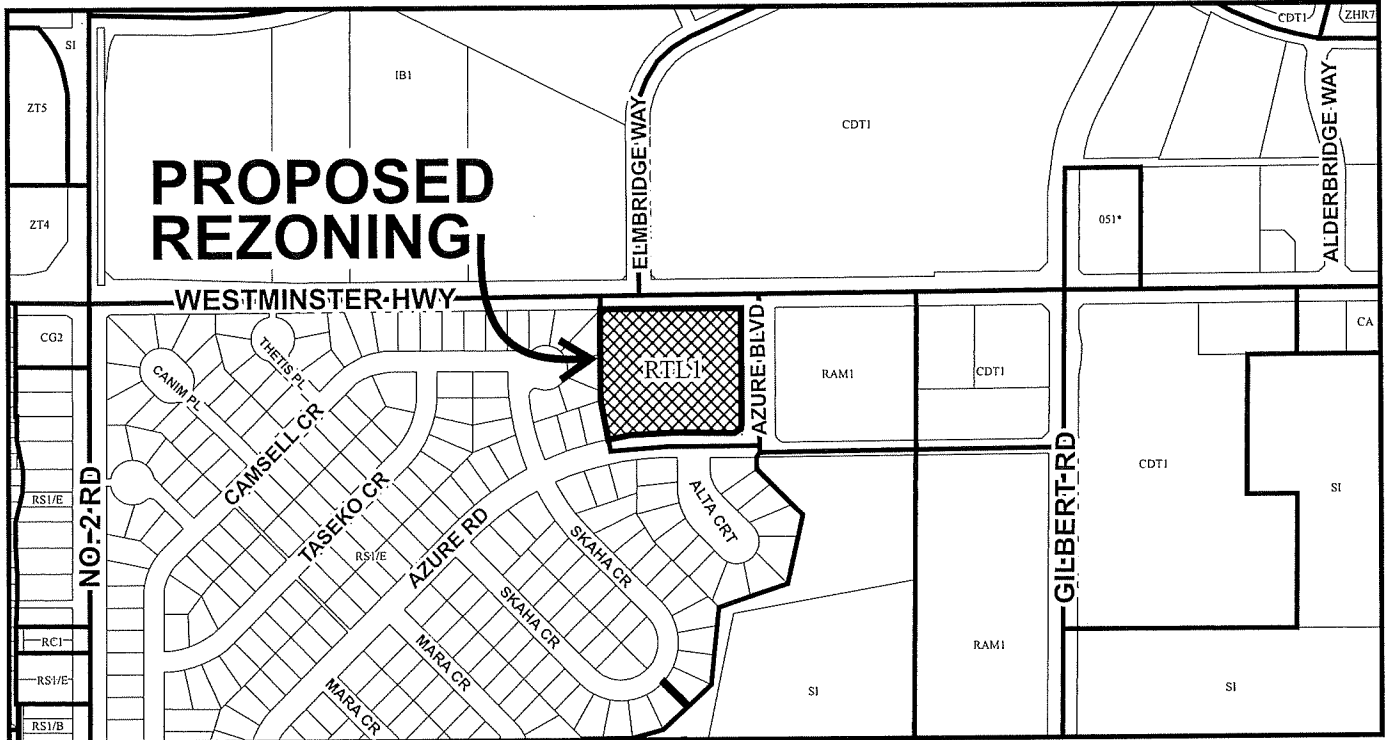 SI
CDT1
ZHR7
IB1
ZT5
CDT1
ELMBRIDGE WAY
ALDERBRIDGE WAY
PROPOSED
REZONING
ZT4
051*
WESTMINSTER HWY
CG2
THETIS PL
CANIM PL
RTL1
AZURE BLVD
RAM1
CDT1
CA
CAMSELL CR
TASEKO CR
AZURE RD
RS1/E
NO. 2 RD
RS1/E
ALTA CRT
SKAHA CR
SKAHA CR
GILBERT RD
CDT1
SI
MARA CR
MARA CR
RC1
RS1/E
RS1/B
SI
RAM1
SI